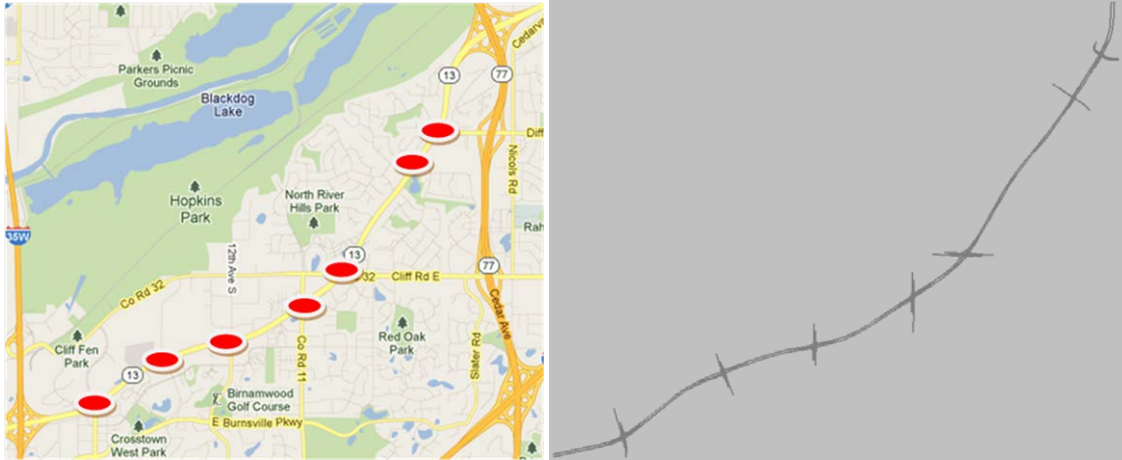 13
77
Cedarv
Parkers Picnic
Grounds
Blackdog
Lake
Diff
Nicols Rd
Hopkins
Park
North River
Hills Park
35W
12th Ave S
13
77
32
Cliff Rd E
Co Rd 32
Rah
Cedar Ave
Cliff Fen
Park
Co Rd 11
Red Oak
Park
Slater Rd
13
Birnamwood
Golf Course
E Burnsville Pkwy
Crosstown
West Park